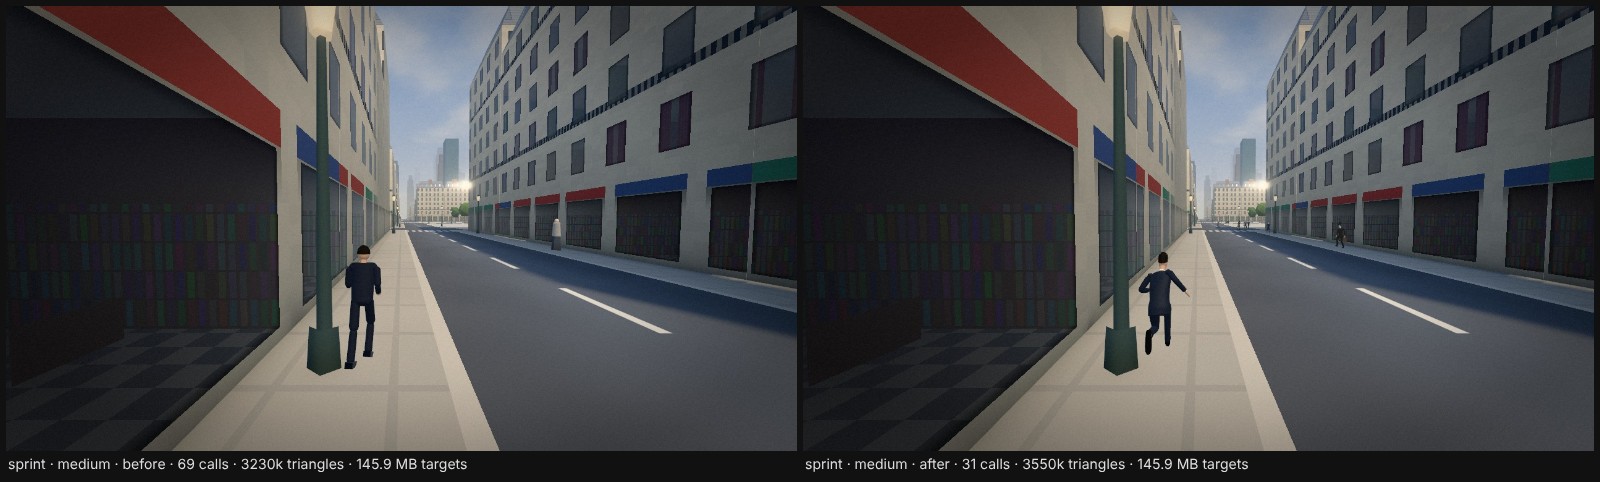 sprint · medium · before · 69 calls · 3230k triangles · 145.9 MB targets
sprint · medium · after · 31 calls · 3550k triangles · 145.9 MB targets